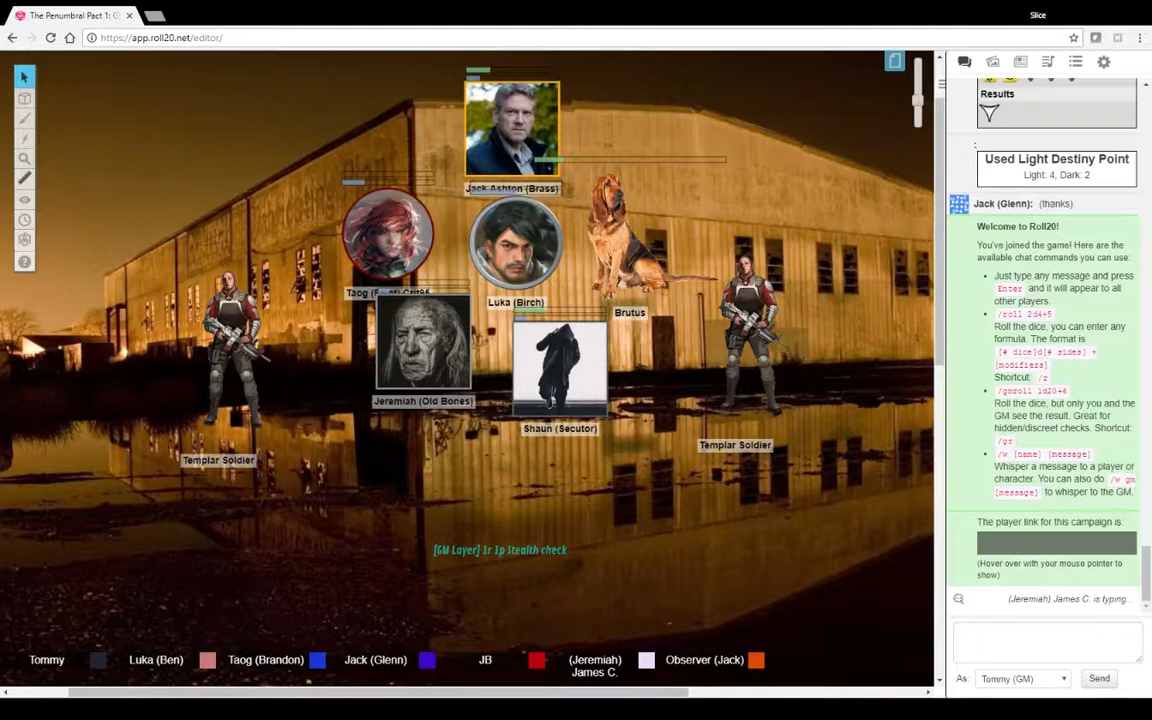 The Penumbral Pact 1: G
Slice
https://app.roll20.net/editor/
Results
:
Used Light Destiny Point
Light: 4, Dark: 2
Jack (Glenn): (thanks)
Welcome to Roll20!
You've joined the game! Here are the
available chat commands you can use:
Just type any message and press
Enter and it will appear to all
other players.
/roll 2d4+5
Roll the dice, you can enter any
formula. The format is
[# dice]d[# sides] +
[modifiers]
Shortcut: /r
/gmroll 1d20+6
Roll the dice, but only you and the
GM see the result. Great for
hidden/discreet checks. Shortcut:
/gr
/w [name] [message]
Whisper a message to a player or
character. You can also do /w gm
[message] to whisper to the GM.
The player link for this campaign is:
(Hover over with your mouse pointer to
show)
(Jeremiah) James C. is typing...
As: Tommy (GM) Send
Jack Ashton (Brass)
Taog
Luka (Birch)
Brutus
Jeremiah (Old Bones)
Shaun (Secutor)
Templar Soldier
Templar Soldier
[GM Layer] 1r 1p Stealth check
Tommy Luka (Ben) Taog (Brandon) Jack (Glenn) JB (Jeremiah) Observer (Jack)
James C.